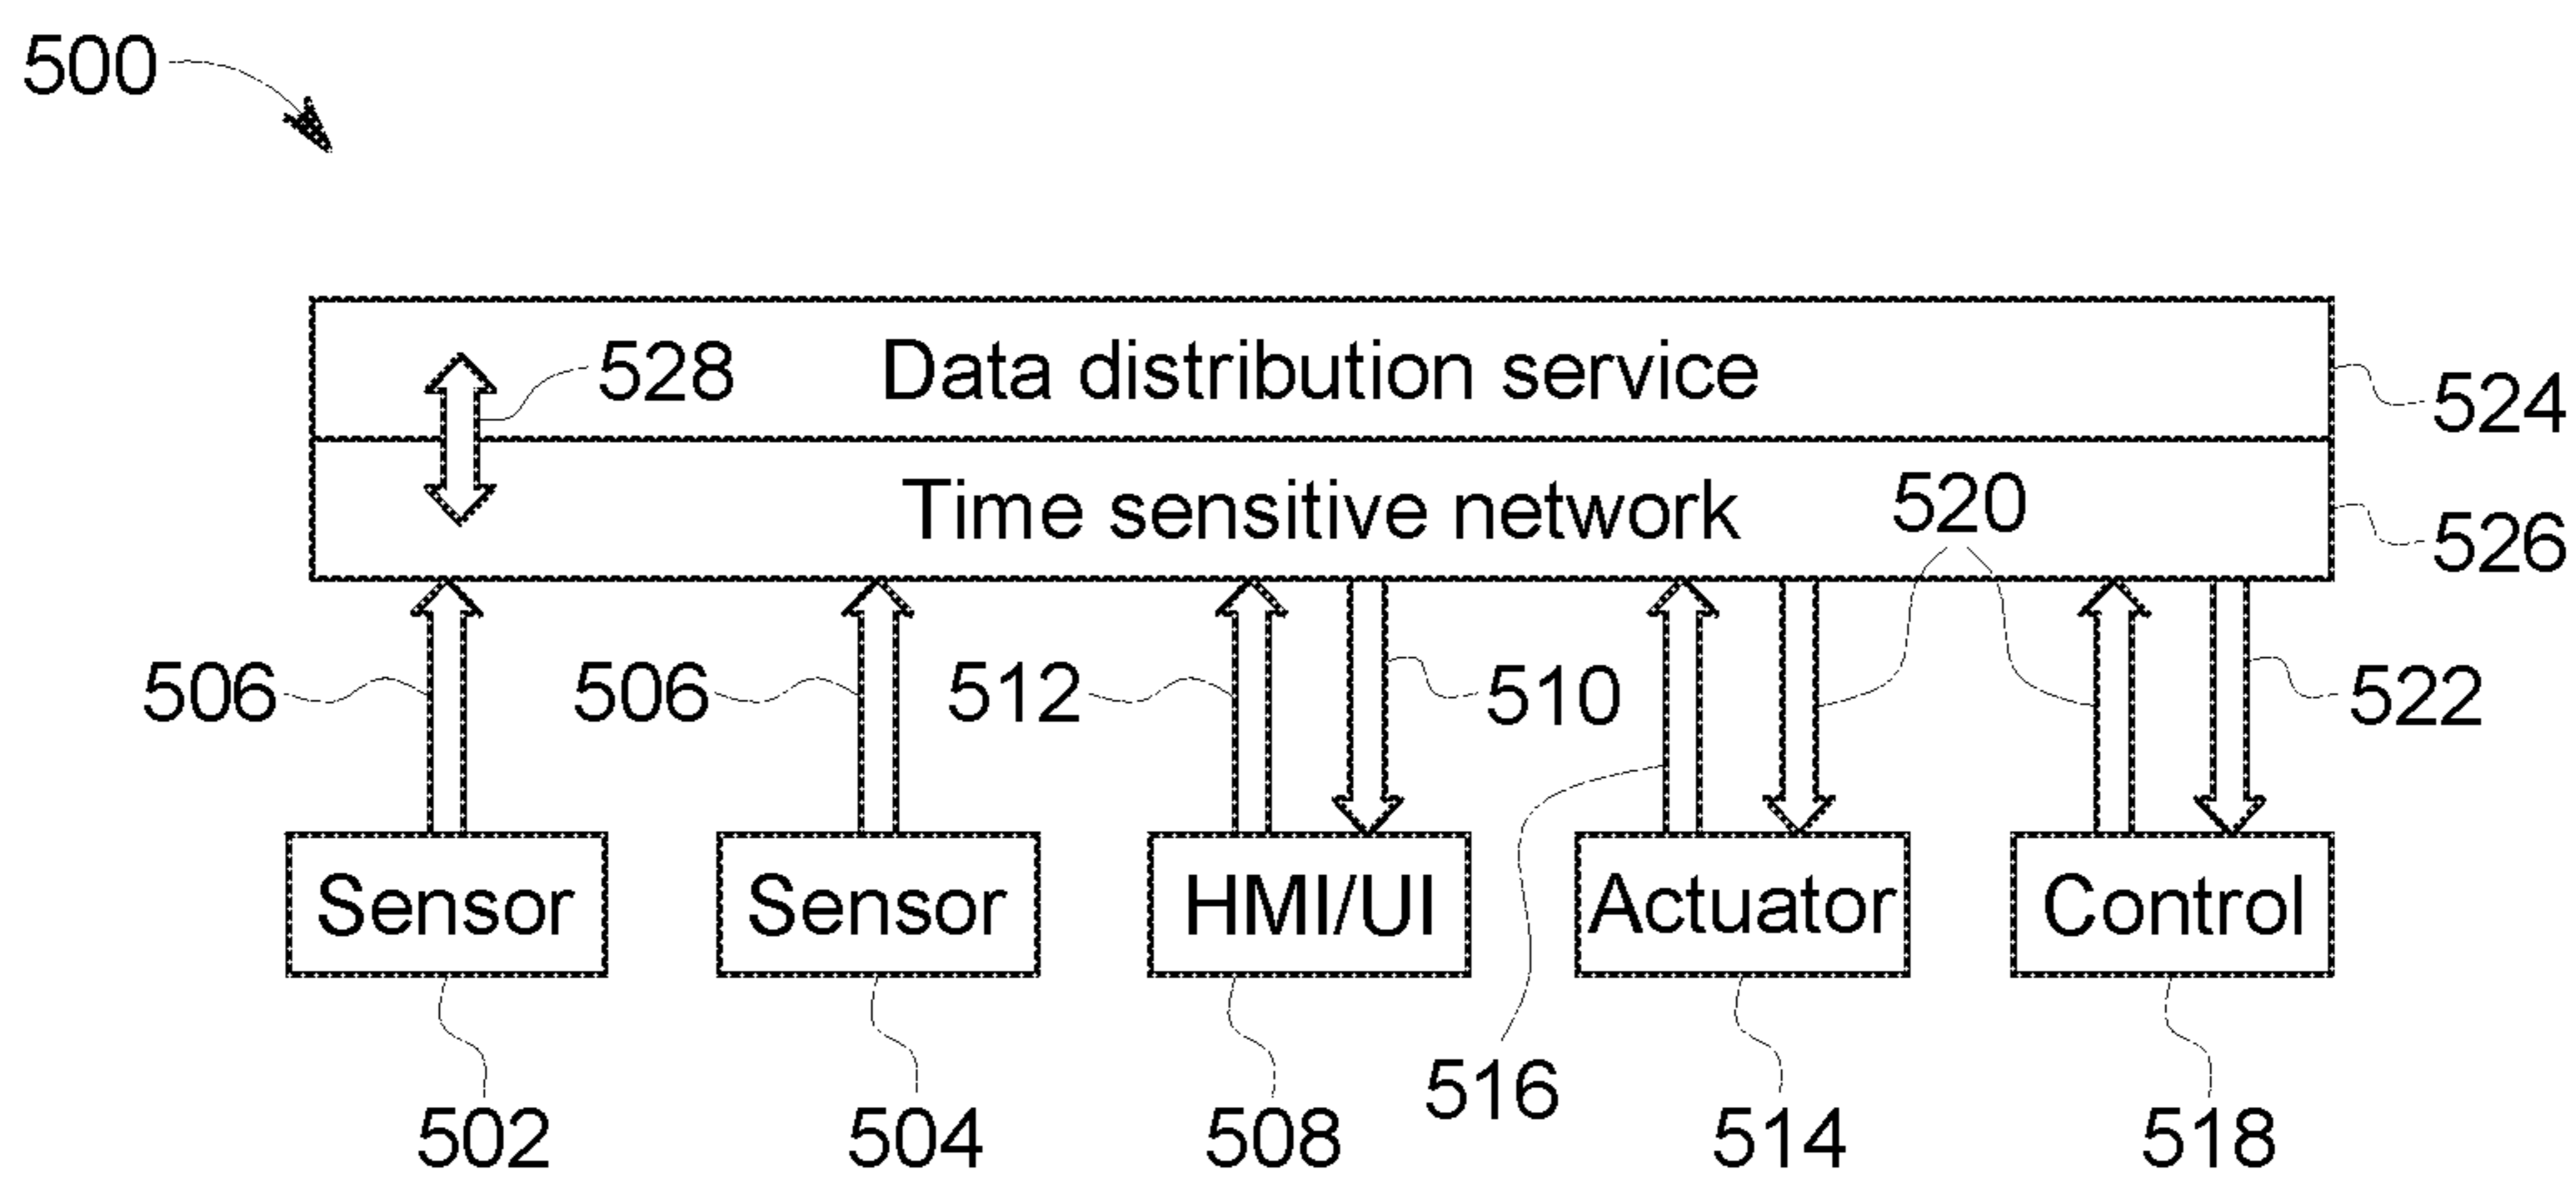 500
528 Data distribution service 524
Time sensitive network 520 526
506 506 512 510 522
Sensor Sensor HMI/UI Actuator Control
516
502 504 508 514 518